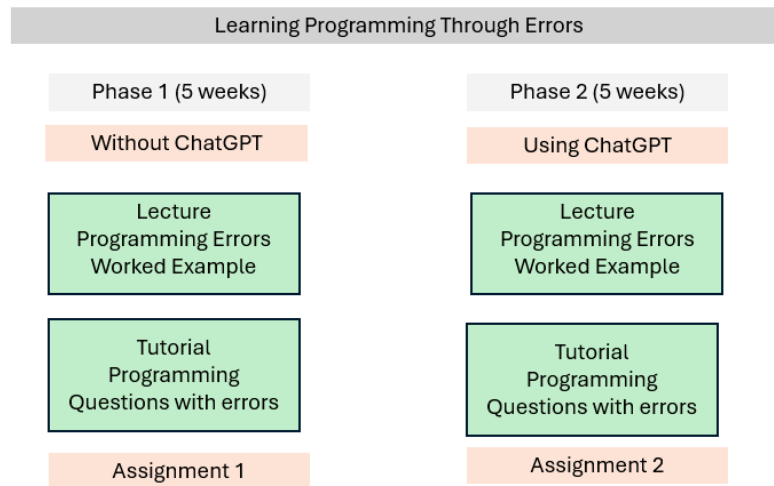 Learning Programming Through Errors
Phase 1 (5 weeks)
Without ChatGPT
Lecture
Programming Errors
Worked Example
Tutorial
Programming
Questions with errors
Assignment 1
Phase 2 (5 weeks)
Using ChatGPT
Lecture
Programming Errors
Worked Example
Tutorial
Programming
Questions with errors
Assignment 2